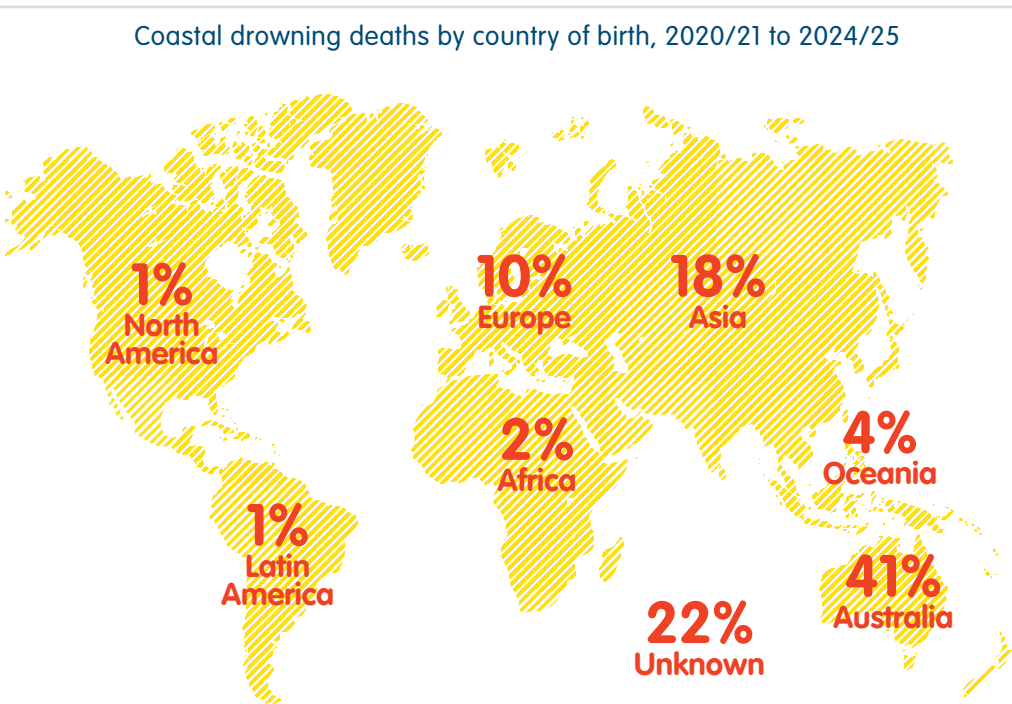 Coastal drowning deaths by country of birth, 2020/21 to 2024/25
1%
North
America
10%
Europe
18%
Asia
2%
Africa
4%
Oceania
1%
Latin
America
41%
Australia
22%
Unknown